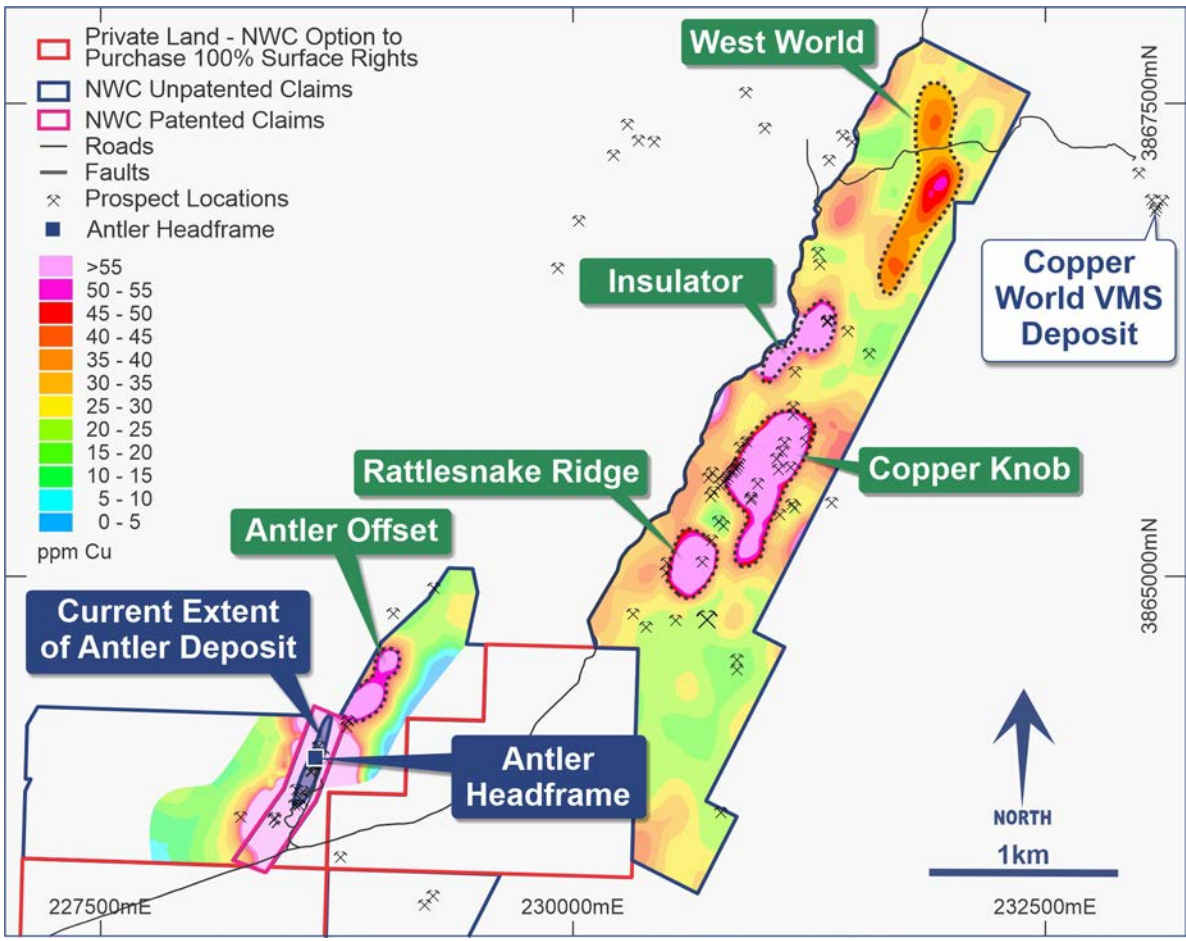 Private Land - NWC Option to
Purchase 100% Surface Rights
NWC Unpatented Claims
NWC Patented Claims
Roads
Faults
Prospect Locations
Antler Headframe
>55
50 - 55
45 - 50
40 - 45
35 - 40
30 - 35
25 - 30
20 - 25
15 - 20
10 - 15
5 - 10
0 - 5
ppm Cu
West World
3867500mN
Copper
World VMS
Deposit
Insulator
Rattlesnake Ridge
Copper Knob
Antler Offset
3865000mN
Current Extent
of Antler Deposit
Antler
Headframe
NORTH
1km
227500mE
230000mE
232500mE